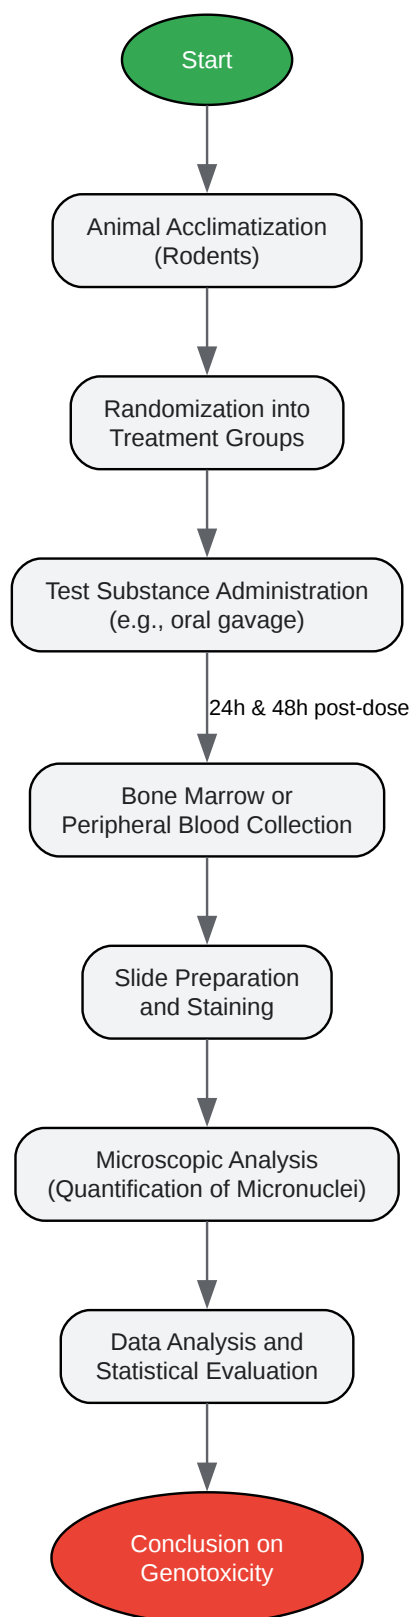 Start
Animal Acclimatization
(Rodents)
Randomization into
Treatment Groups
Test Substance Administration
(e.g., oral gavage)
24h & 48h post-dose
Bone Marrow or
Peripheral Blood Collection
Slide Preparation
and Staining
Microscopic Analysis
(Quantification of Micronuclei)
Data Analysis and
Statistical Evaluation
Conclusion on
Genotoxicity